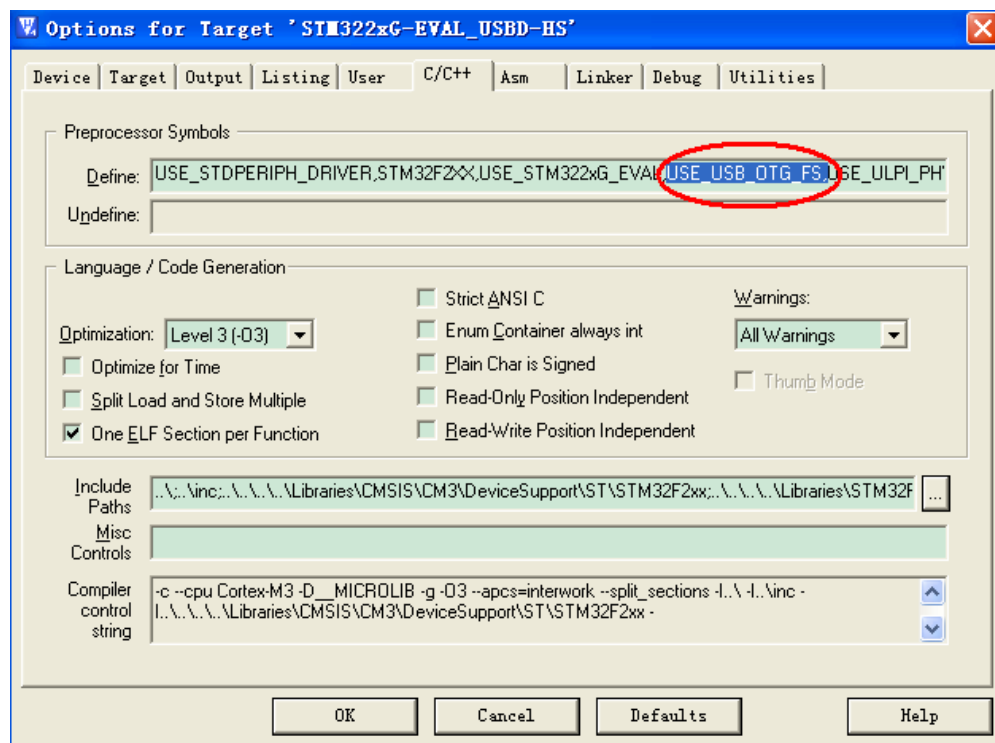 Options for Target 'STM322xG-EVAL_USBD-HS'
Device Target Output Listing User C/C++ Asm Linker Debug Utilities
Preprocessor Symbols
Define: USE_STDPERIPH_DRIVER,STM32F2XX,USE_STM322xG_EVAL,USE_USB_OTG_FS,USE_ULPI_PHY
Undefine:
Language / Code Generation
Optimization: Level 3 (-O3)
Optimize for Time
Split Load and Store Multiple
One ELF Section per Function
Strict ANSI C
Enum Container always int
Plain Char is Signed
Read-Only Position Independent
Read-Write Position Independent
Warnings:
All Warnings
Thumb Mode
Include Paths ..\;..\inc;..\..\..\..\Libraries\CMSIS\CM3\DeviceSupport\ST\STM32F2xx;..\..\..\..\Libraries\STM32F ...
Misc Controls
Compiler control string -c --cpu Cortex-M3 -D__MICROLIB -g -O3 --apcs=interwork --split_sections -I..\ -I..\inc -
I..\..\..\..\Libraries\CMSIS\CM3\DeviceSupport\ST\STM32F2xx -
OK Cancel Defaults Help